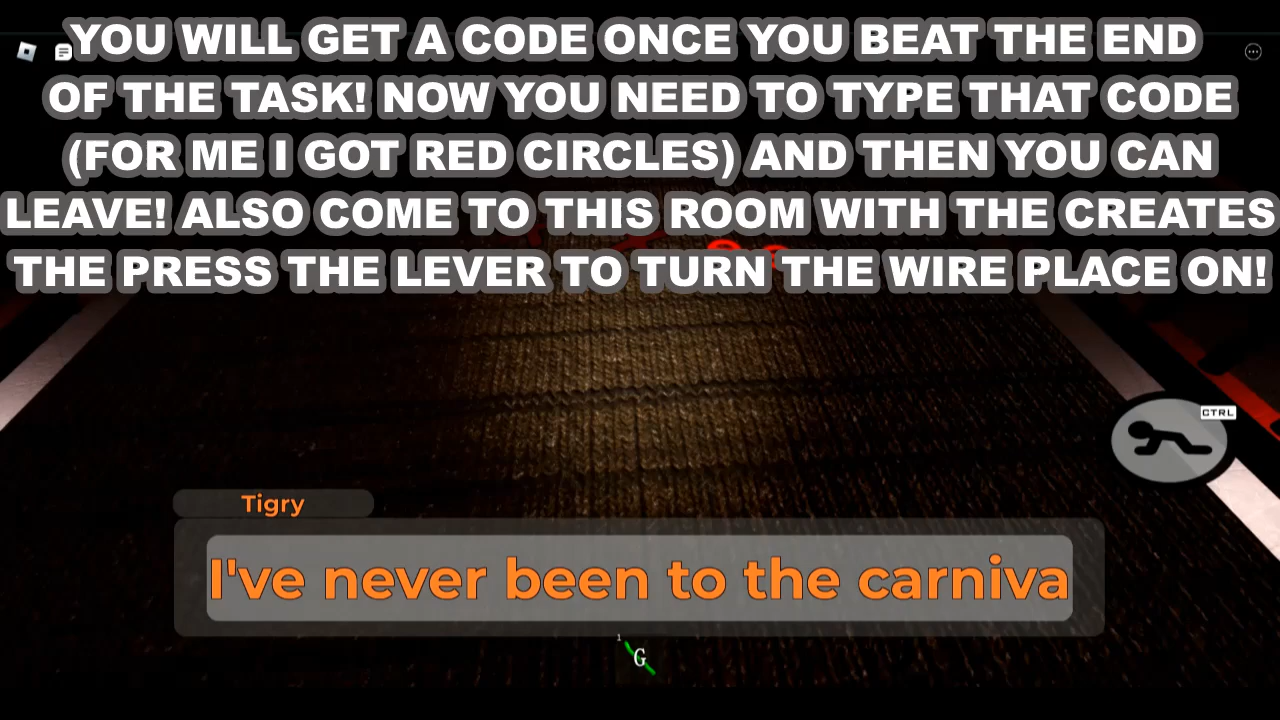 YOU WILL GET A CODE ONCE YOU BEAT THE END
OF THE TASK! NOW YOU NEED TO TYPE THAT CODE
(FOR ME I GOT RED CIRCLES) AND THEN YOU CAN
LEAVE! ALSO COME TO THIS ROOM WITH THE CREATES
THE PRESS THE LEVER TO TURN THE WIRE PLACE ON!
CTRL
Tigry
I've never been to the carniva
1
G